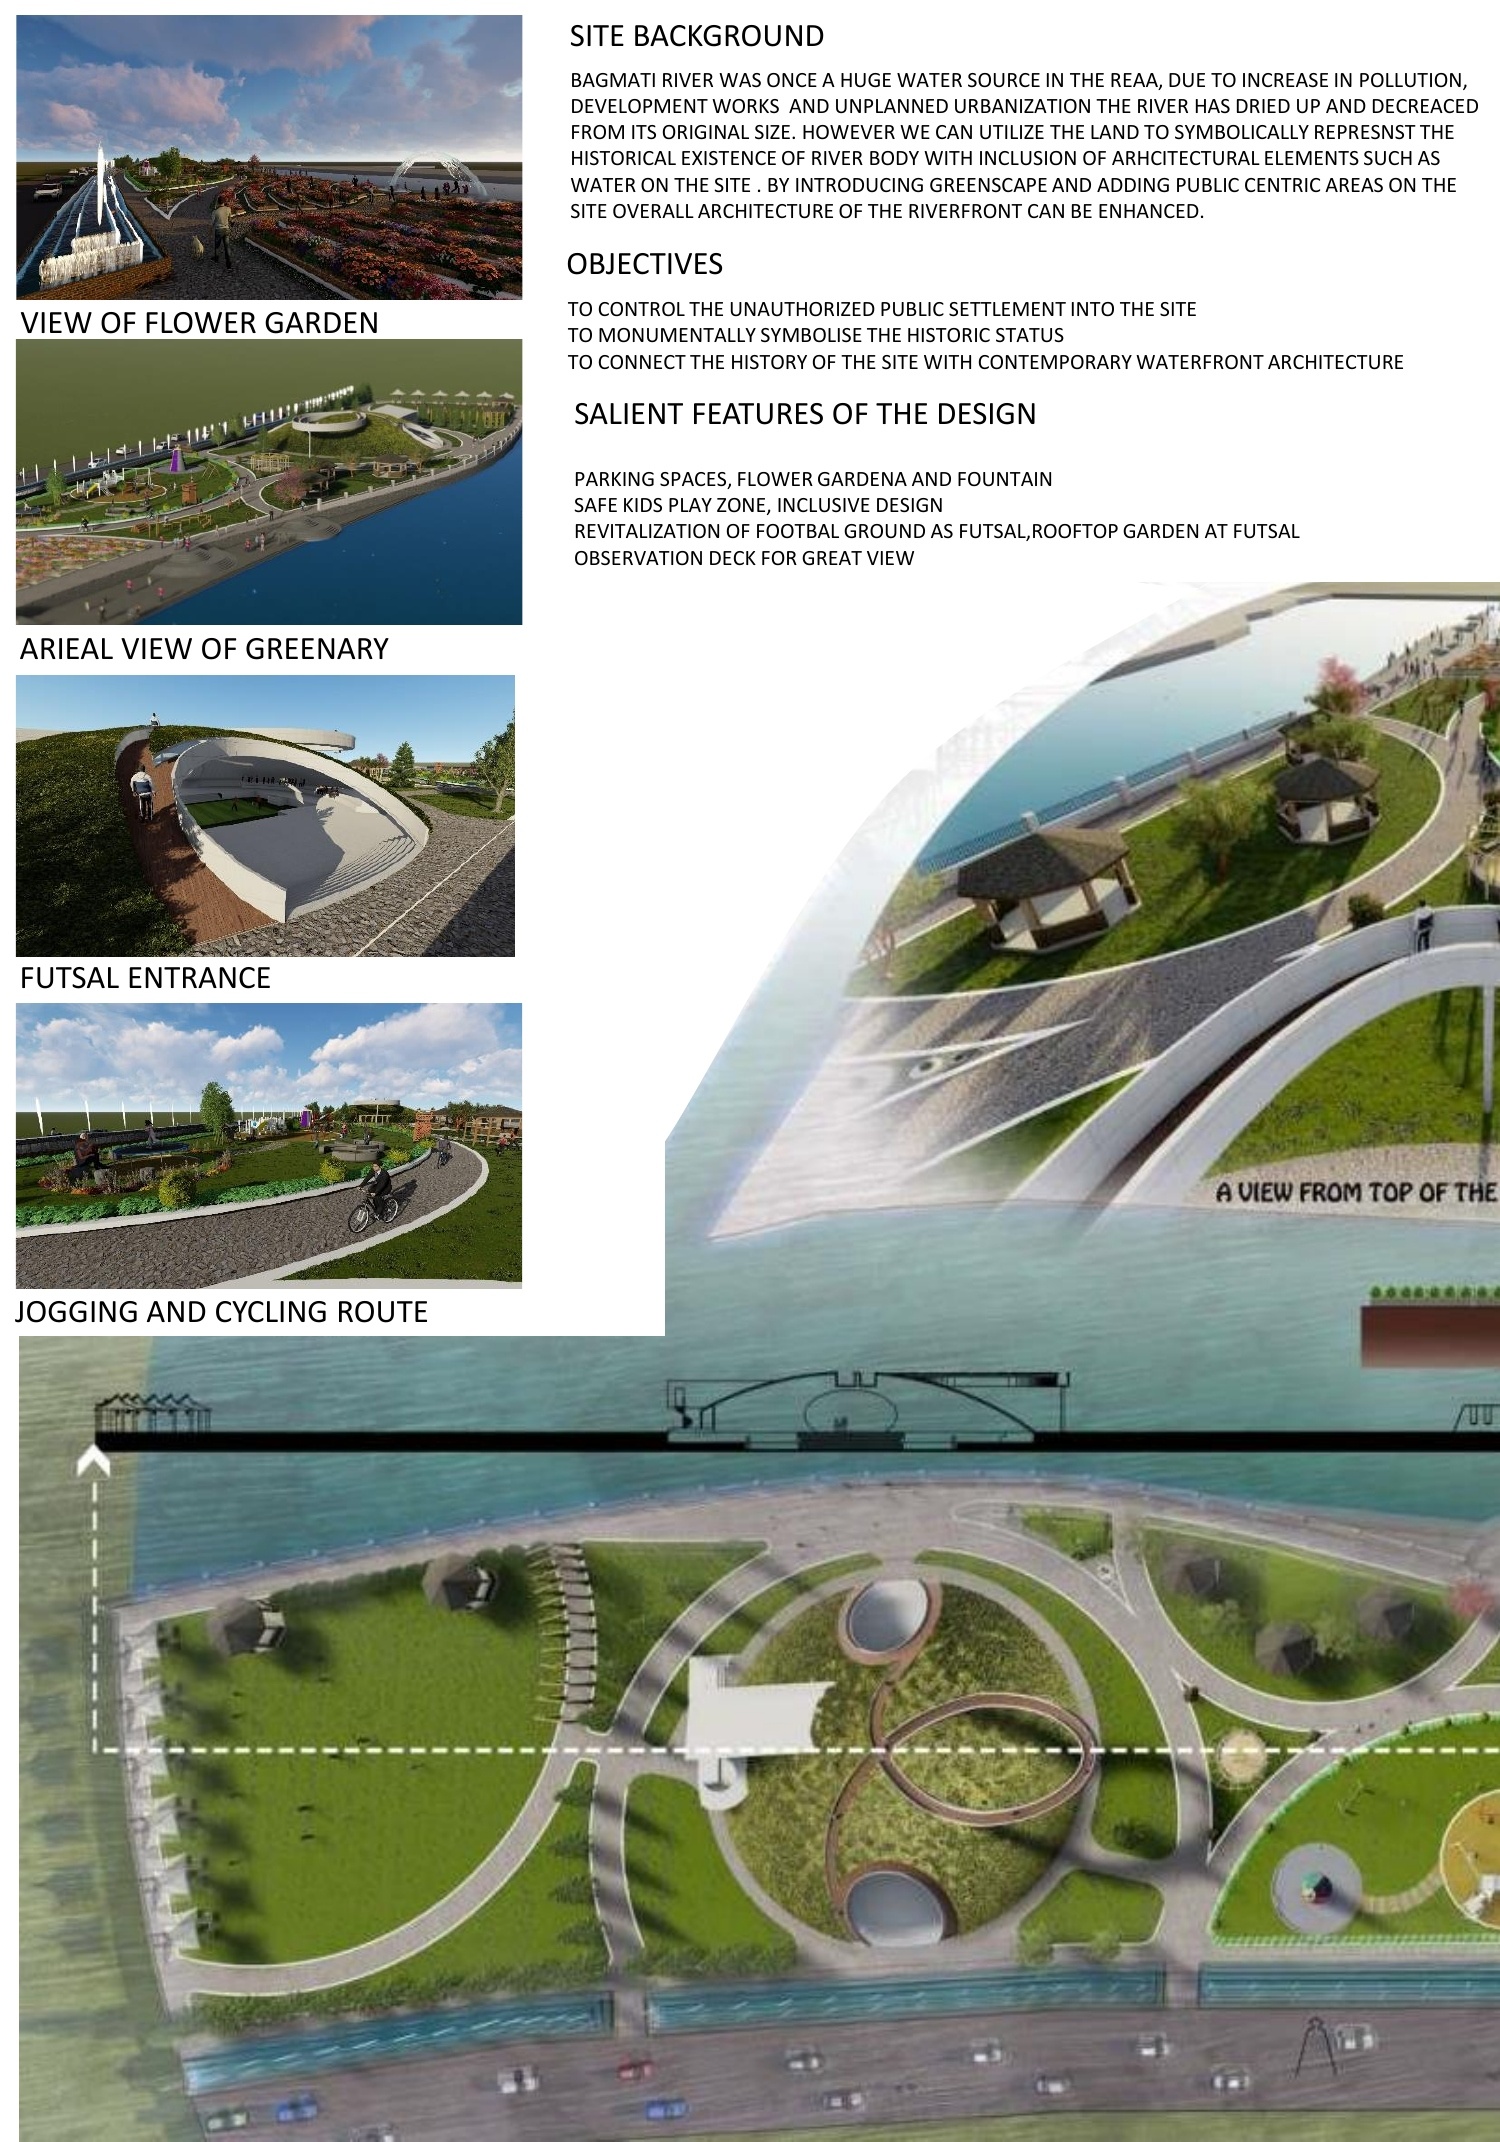 SITE BACKGROUND
BAGMATI RIVER WAS ONCE A HUGE WATER SOURCE IN THE REAA, DUE TO INCREASE IN POLLUTION,
DEVELOPMENT WORKS AND UNPLANNED URBANIZATION THE RIVER HAS DRIED UP AND DECREACED
FROM ITS ORIGINAL SIZE. HOWEVER WE CAN UTILIZE THE LAND TO SYMBOLICALLY REPRESNST THE
HISTORICAL EXISTENCE OF RIVER BODY WITH INCLUSION OF ARHCITECTURAL ELEMENTS SUCH AS
WATER ON THE SITE . BY INTRODUCING GREENSCAPE AND ADDING PUBLIC CENTRIC AREAS ON THE
SITE OVERALL ARCHITECTURE OF THE RIVERFRONT CAN BE ENHANCED.
OBJECTIVES
TO CONTROL THE UNAUTHORIZED PUBLIC SETTLEMENT INTO THE SITE
TO MONUMENTALLY SYMBOLISE THE HISTORIC STATUS
TO CONNECT THE HISTORY OF THE SITE WITH CONTEMPORARY WATERFRONT ARCHITECTURE
SALIENT FEATURES OF THE DESIGN
PARKING SPACES, FLOWER GARDENA AND FOUNTAIN
SAFE KIDS PLAY ZONE, INCLUSIVE DESIGN
REVITALIZATION OF FOOTBAL GROUND AS FUTSAL,ROOFTOP GARDEN AT FUTSAL
OBSERVATION DECK FOR GREAT VIEW
VIEW OF FLOWER GARDEN
ARIEAL VIEW OF GREENARY
FUTSAL ENTRANCE
JOGGING AND CYCLING ROUTE
A VIEW FROM TOP OF THE